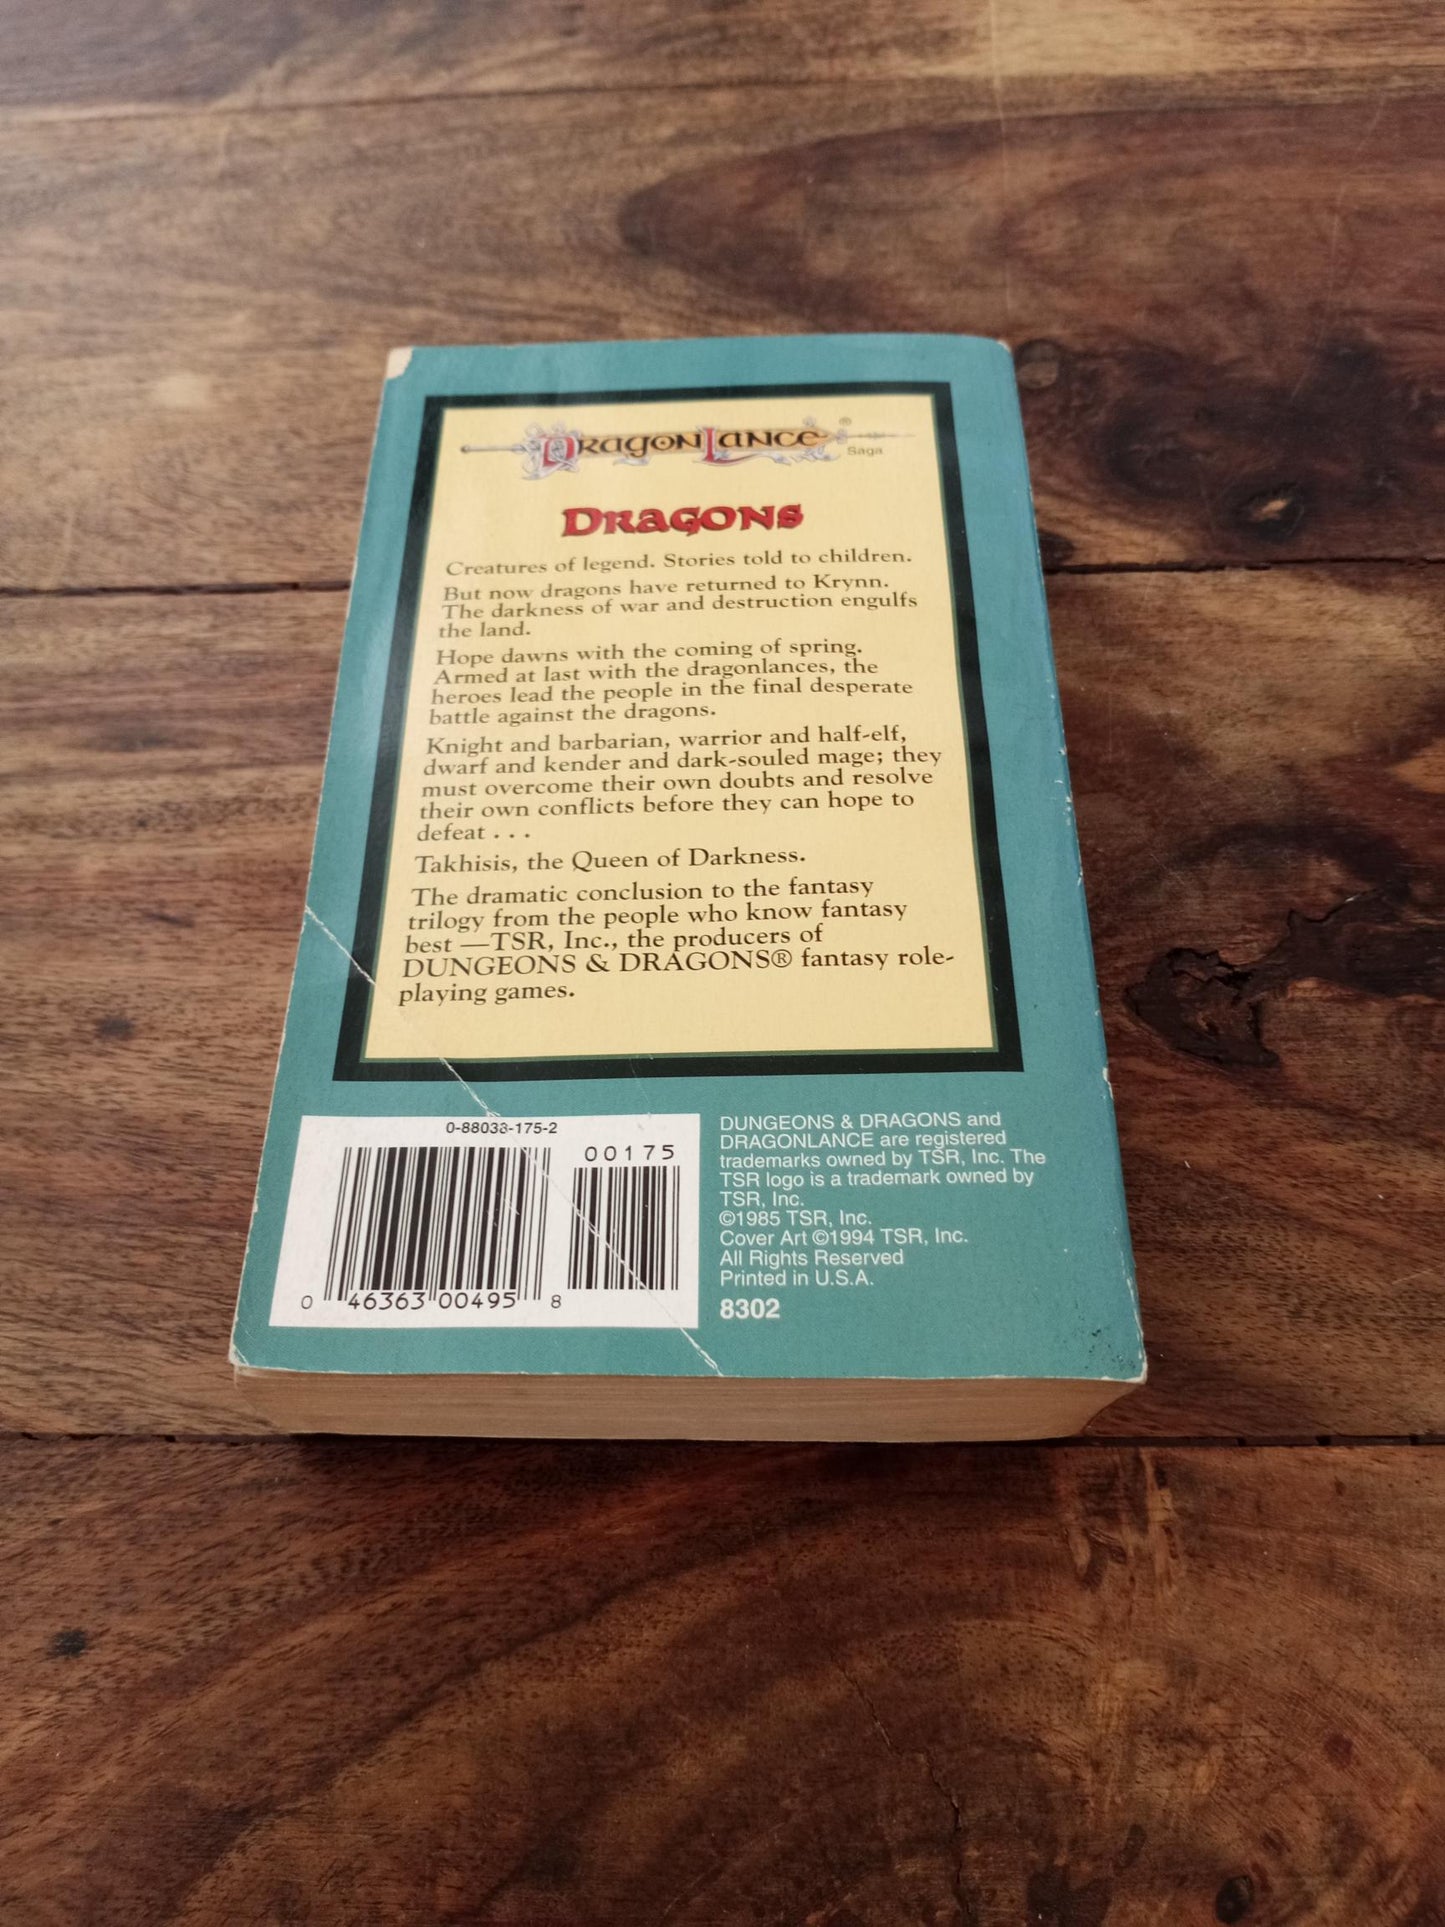 DRAGONLANCE®
Saga
DRAGONS
Creatures of legend. Stories told to children.
But now dragons have returned to Krynn.
The darkness of war and destruction engulfs
the land.
Hope dawns with the coming of spring.
Armed at last with the dragonlances, the
heroes lead the people in the final desperate
battle against the dragons.
Knight and barbarian, warrior and half-elf,
dwarf and kender and dark-souled mage; they
must overcome their own doubts and resolve
their own conflicts before they can hope to
defeat . . .
Takhisis, the Queen of Darkness.
The dramatic conclusion to the fantasy
trilogy from the people who know fantasy
best —TSR, Inc., the producers of
DUNGEONS & DRAGONS® fantasy role-
playing games.
0-88038-175-2
00175
0 46363 00495 8
DUNGEONS & DRAGONS and
DRAGONLANCE are registered
trademarks owned by TSR, Inc. The
TSR logo is a trademark owned by
TSR, Inc.
©1985 TSR, Inc.
Cover Art ©1994 TSR, Inc.
All Rights Reserved
Printed in U.S.A.
8302